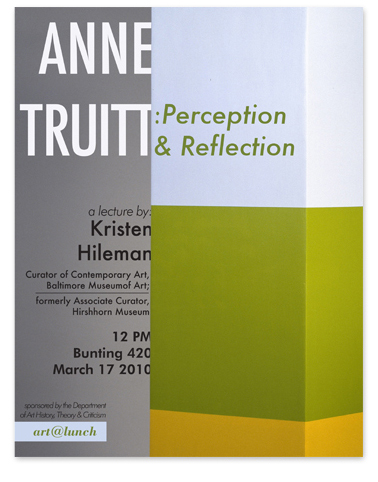 ANNE
TRUITT :Perception
& Reflection
a lecture by:
Kristen
Hileman
Curator of Contemporary Art,
Baltimore Museumof Art;
formerly Associate Curator,
Hirshhorn Museum
12 PM
Bunting 420
March 17 2010
sponsored by the Department
of Art History, Theory & Criticism
art@lunch